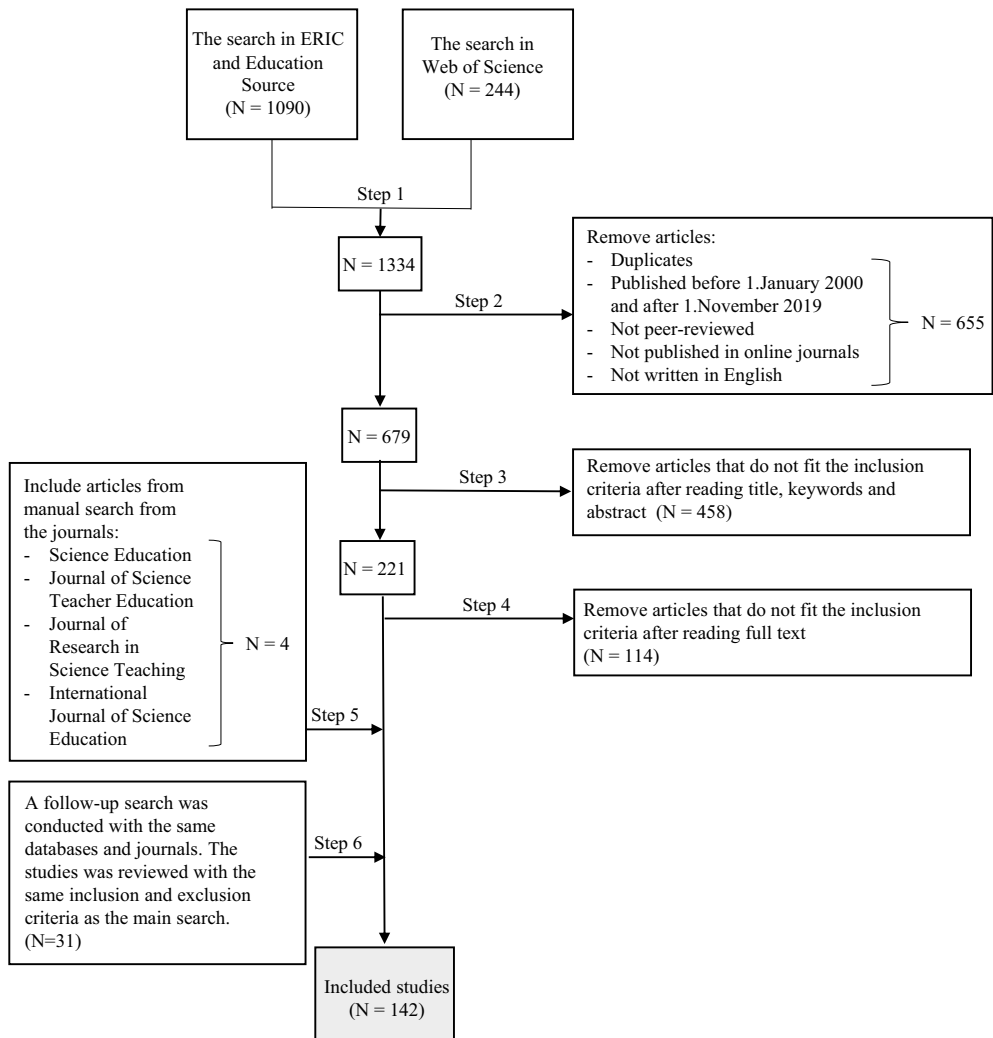 The search in ERIC
and Education
Source
(N = 1090)
The search in
Web of Science
(N = 244)
Step 1
N = 1334
Remove articles:
- Duplicates
- Published before 1.January 2000
and after 1.November 2019
- Not peer-reviewed
- Not published in online journals
- Not written in English
N = 655
Step 2
N = 679
Step 3
Remove articles that do not fit the inclusion
criteria after reading title, keywords and
abstract (N = 458)
N = 221
Step 4
Remove articles that do not fit the inclusion
criteria after reading full text
(N = 114)
Include articles from
manual search from
the journals:
- Science Education
- Journal of Science
Teacher Education
- Journal of
Research in
Science Teaching
- International
Journal of Science
Education
N = 4
Step 5
A follow-up search was
conducted with the same
databases and journals. The
studies was reviewed with the
same inclusion and exclusion
criteria as the main search.
(N=31)
Step 6
Included studies
(N = 142)